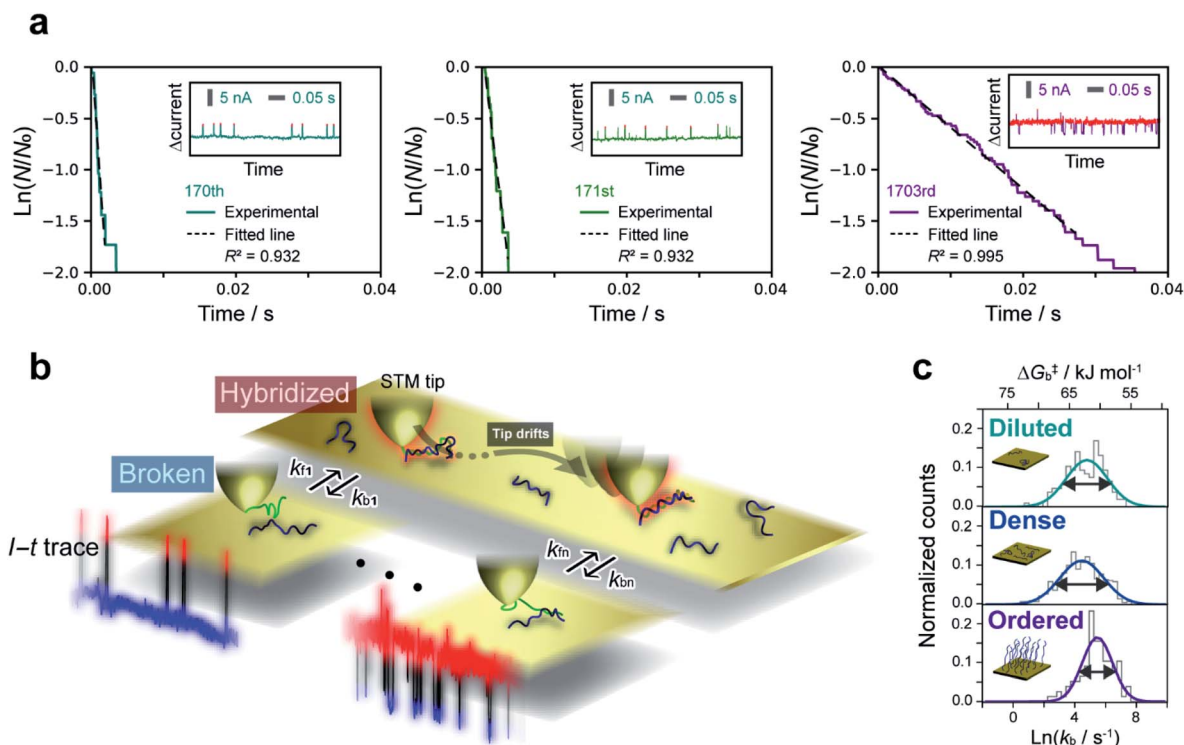 a
0.0
-0.5
-1.0
-1.5
-2.0
Ln(N/N₀)
5 nA
0.05 s
Δcurrent
Time
170th
Experimental
Fitted line
R² = 0.932
0.00
0.02
0.04
Time / s
0.0
-0.5
-1.0
-1.5
-2.0
Ln(N/N₀)
5 nA
0.05 s
Δcurrent
Time
171st
Experimental
Fitted line
R² = 0.932
0.00
0.02
0.04
Time / s
0.0
-0.5
-1.0
-1.5
-2.0
Ln(N/N₀)
5 nA
0.05 s
Δcurrent
Time
1703rd
Experimental
Fitted line
R² = 0.995
0.00
0.02
0.04
Time / s
b
Hybridized
STM tip
Tip drifts
Broken
kf1
kb1
I–t trace
kfn
kbn
c
ΔGb‡ / kJ mol⁻¹
75
65
55
Normalized counts
0.2
0.1
0.0
Diluted
0.2
0.1
0.0
Dense
0.2
0.1
0.0
Ordered
0
4
8
Ln(kb / s⁻¹)